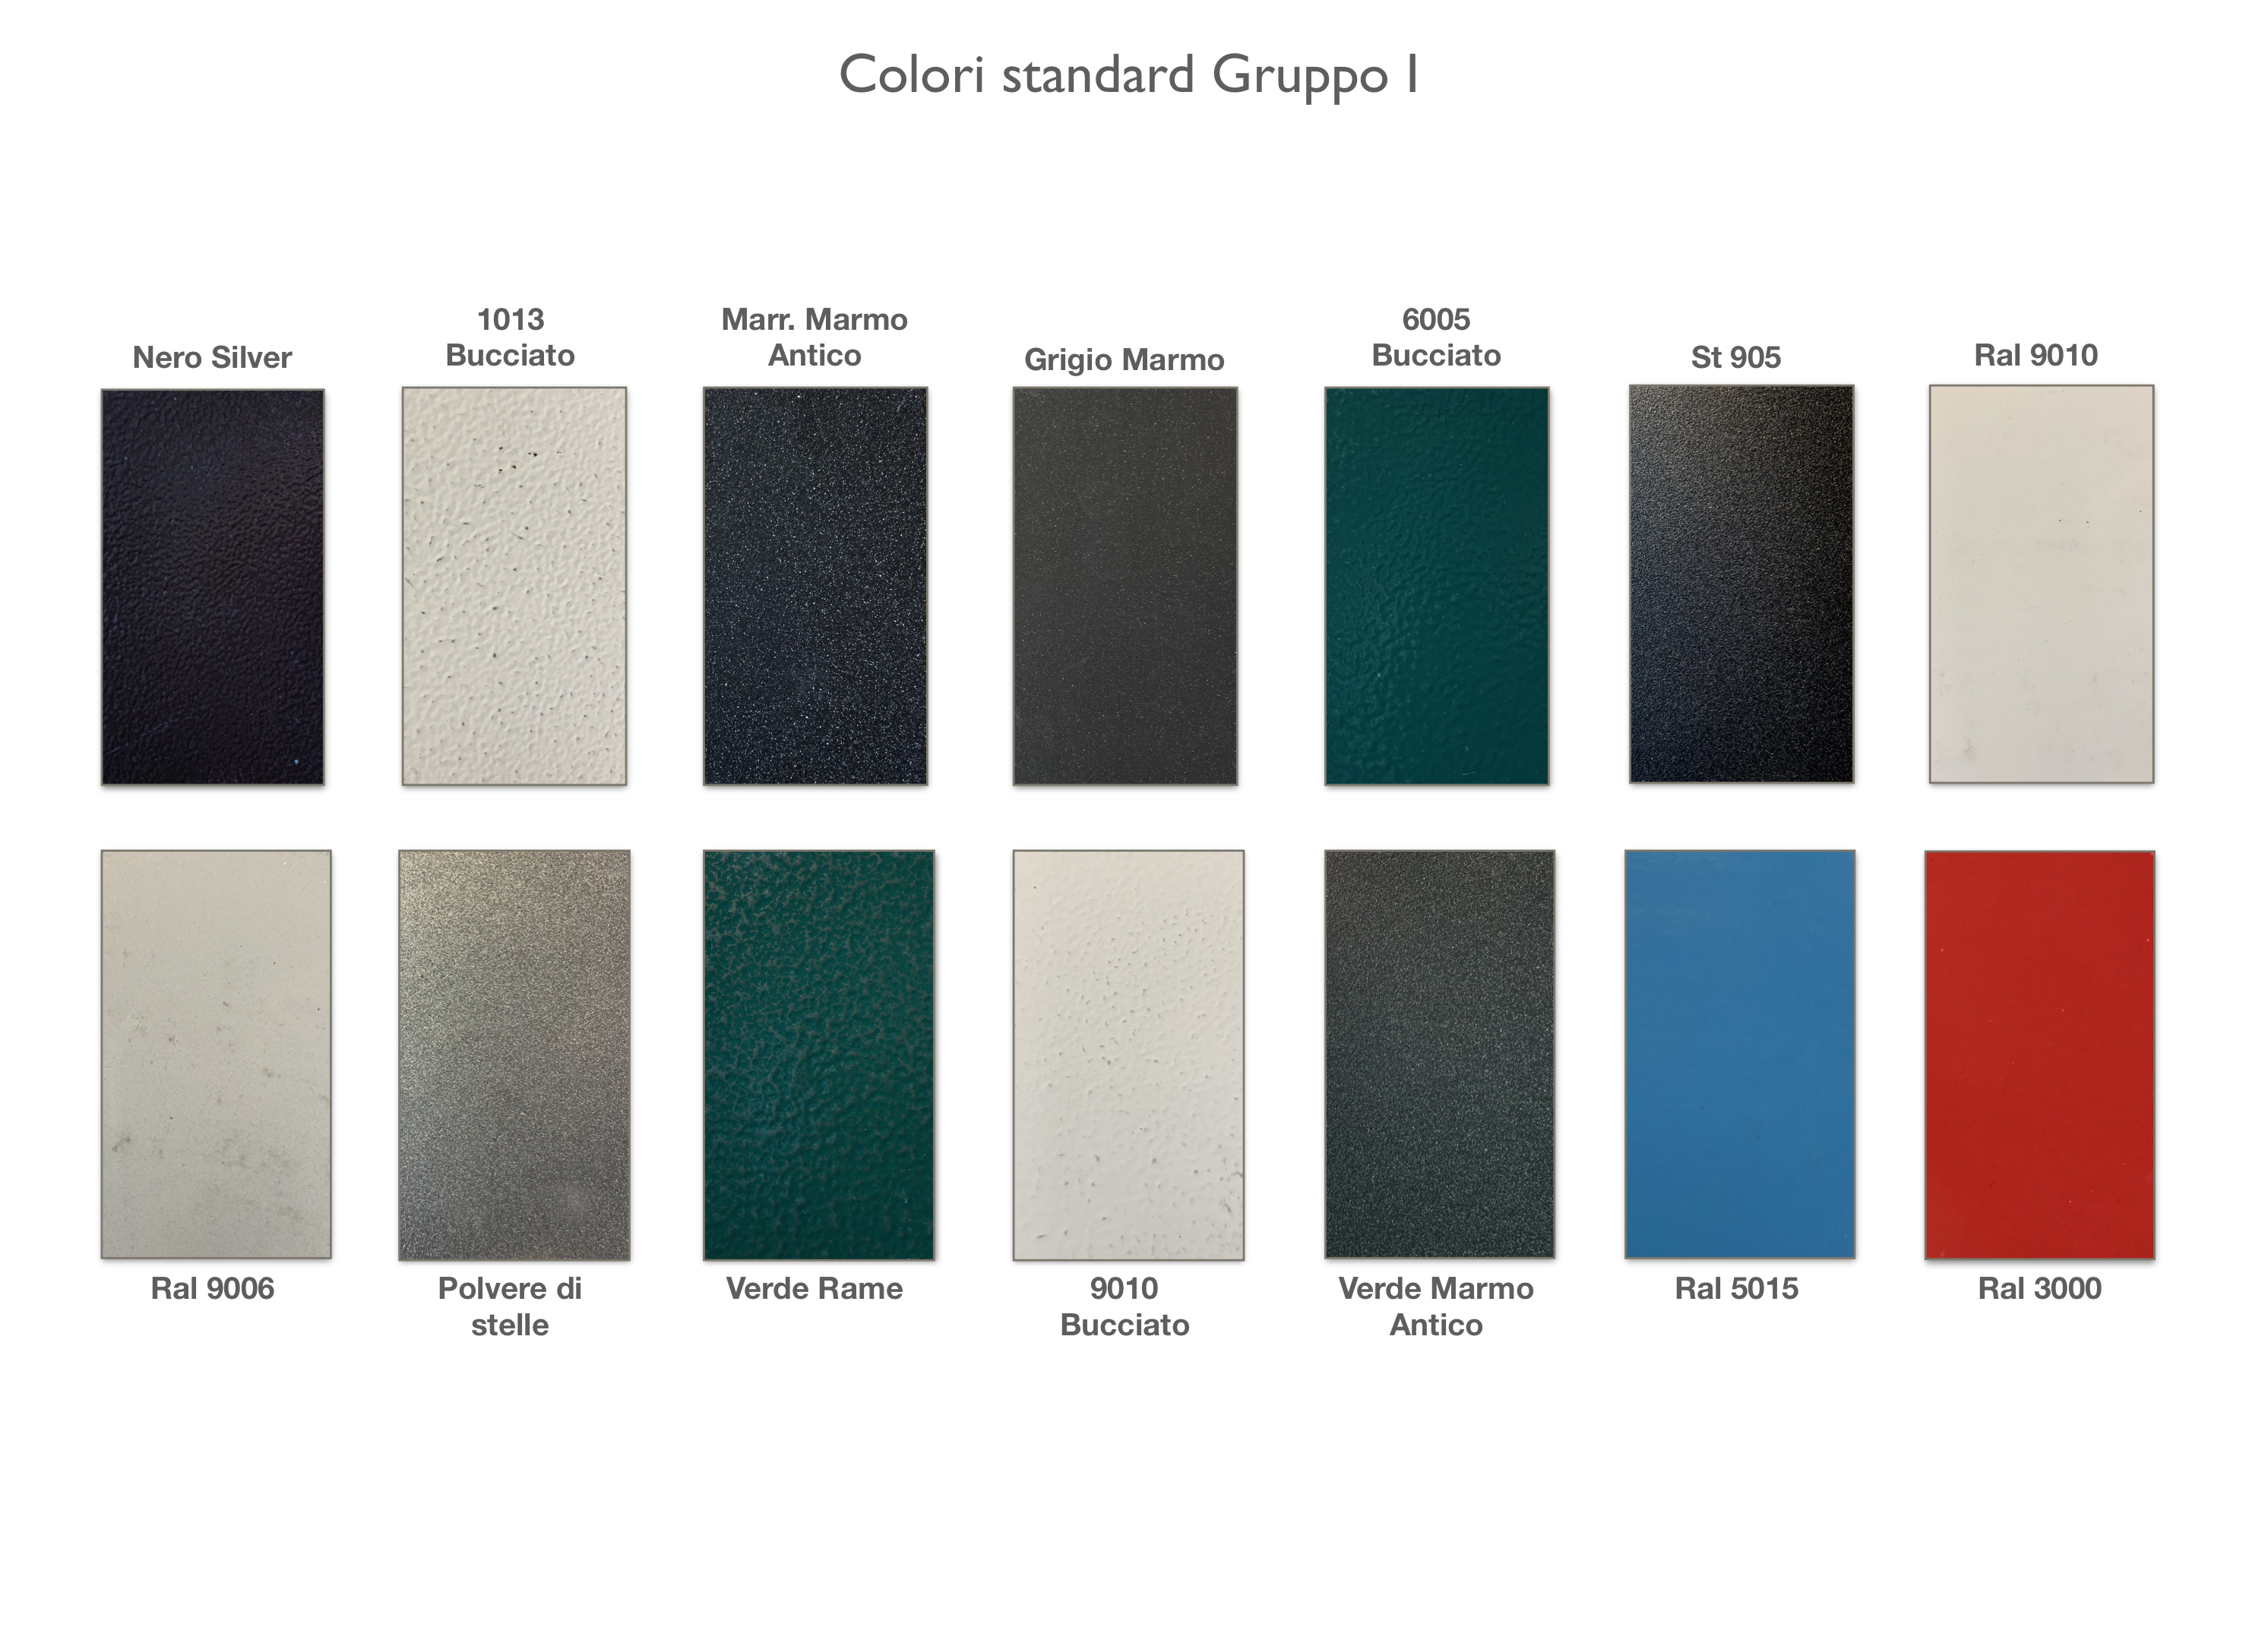 Colori standard Gruppo 1
Nero Silver
1013
Bucciato
Marr. Marmo
Antico
Grigio Marmo
6005
Bucciato
St 905
Ral 9010
Ral 9006
Polvere di
stelle
Verde Rame
9010
Bucciato
Verde Marmo
Antico
Ral 5015
Ral 3000